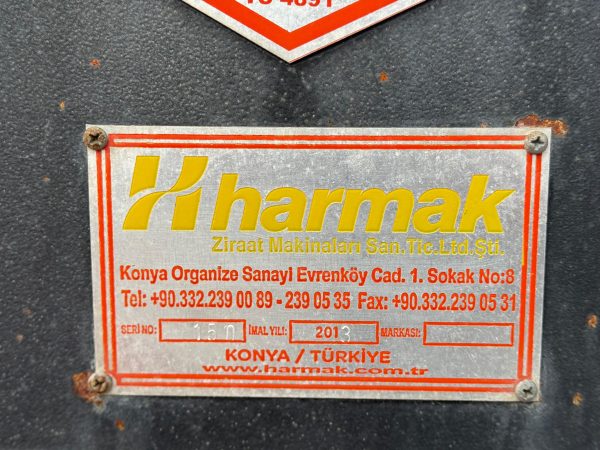 harmak
Ziraat Makinaları San.Tic.Ltd.Şti.
Konya Organize Sanayi Evrenköy Cad. 1. Sokak No:8
Tel: +90.332.239 00 89 - 239 05 35 Fax: +90.332.239 05 31
SERİ NO: İMAL YILI: 2013 MARKASI:
KONYA / TÜRKİYE
www.harmak.com.tr